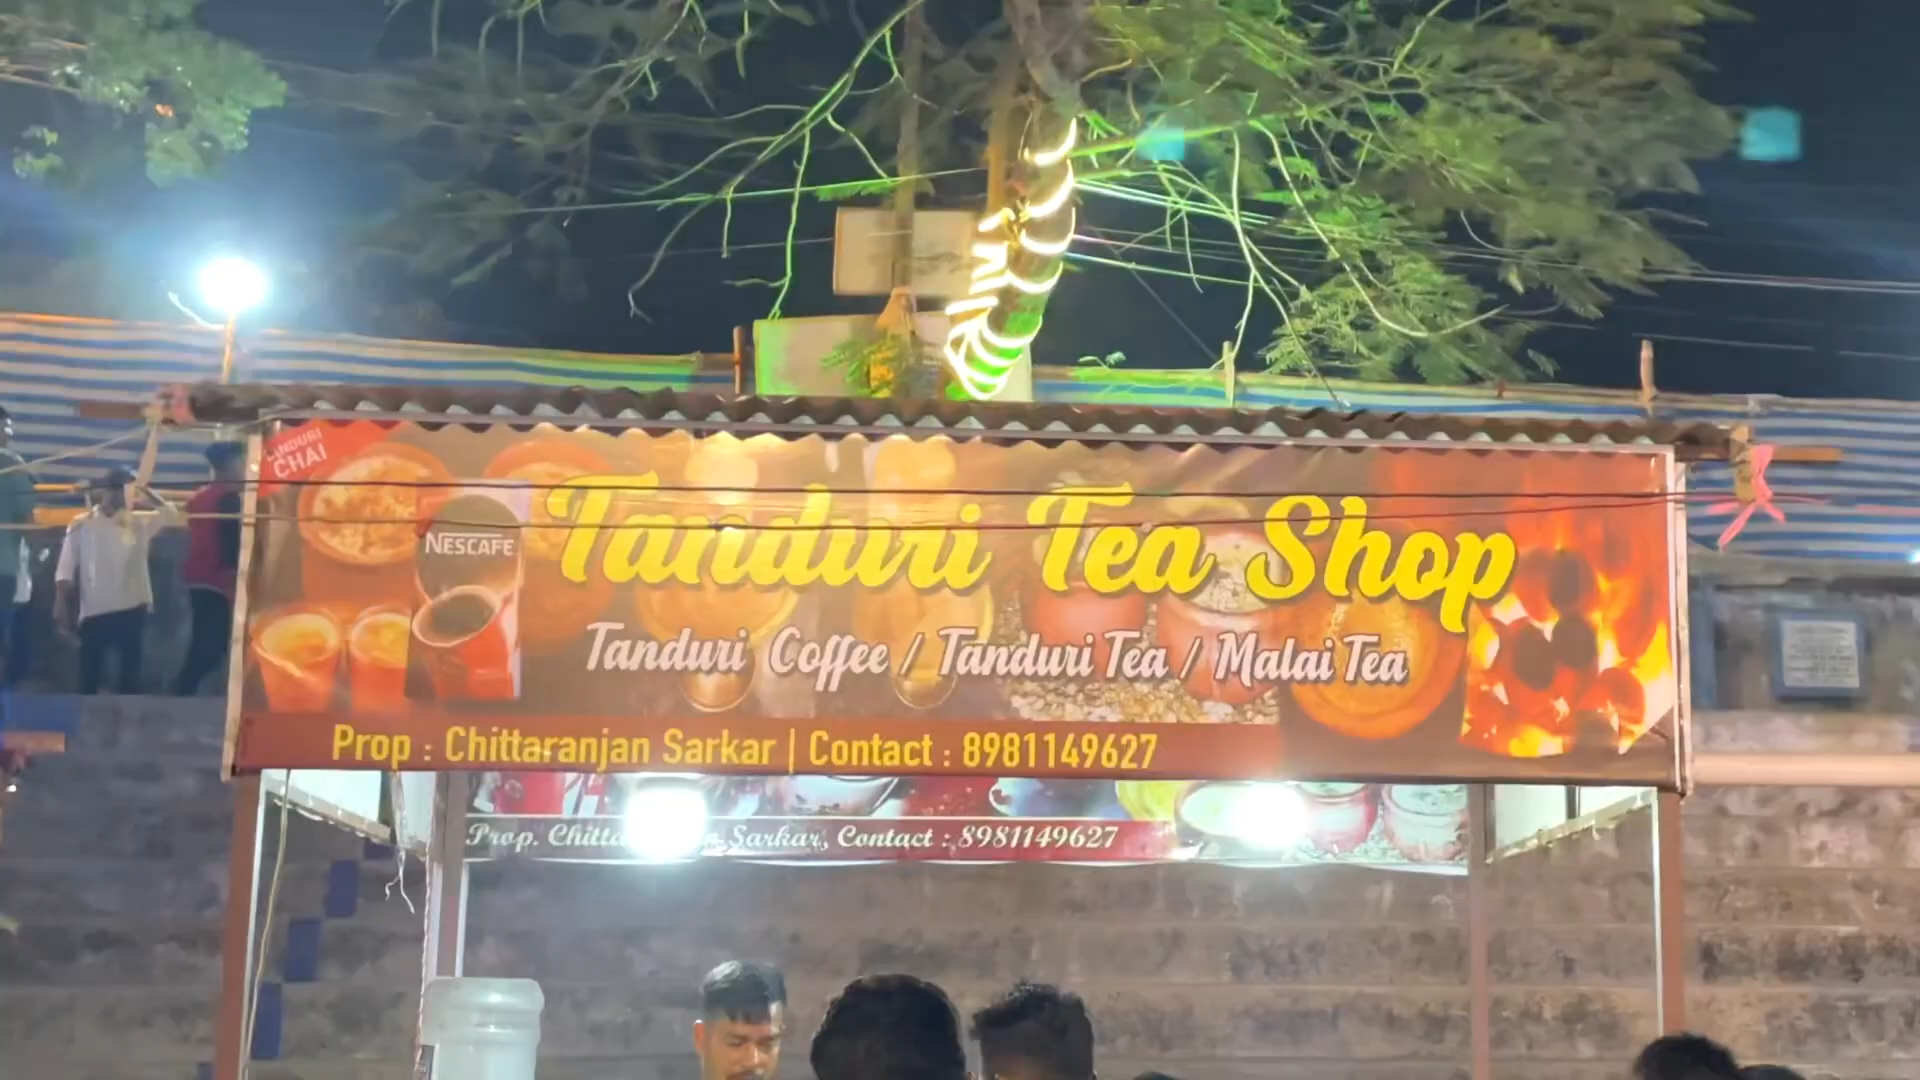 TANDURI
CHAI
NESCAFE
Tanduri Tea Shop
Tanduri Coffee / Tanduri Tea / Malai Tea
Prop : Chittaranjan Sarkar | Contact : 8981149627
Prop. Sarkar, Contact : 8981149627